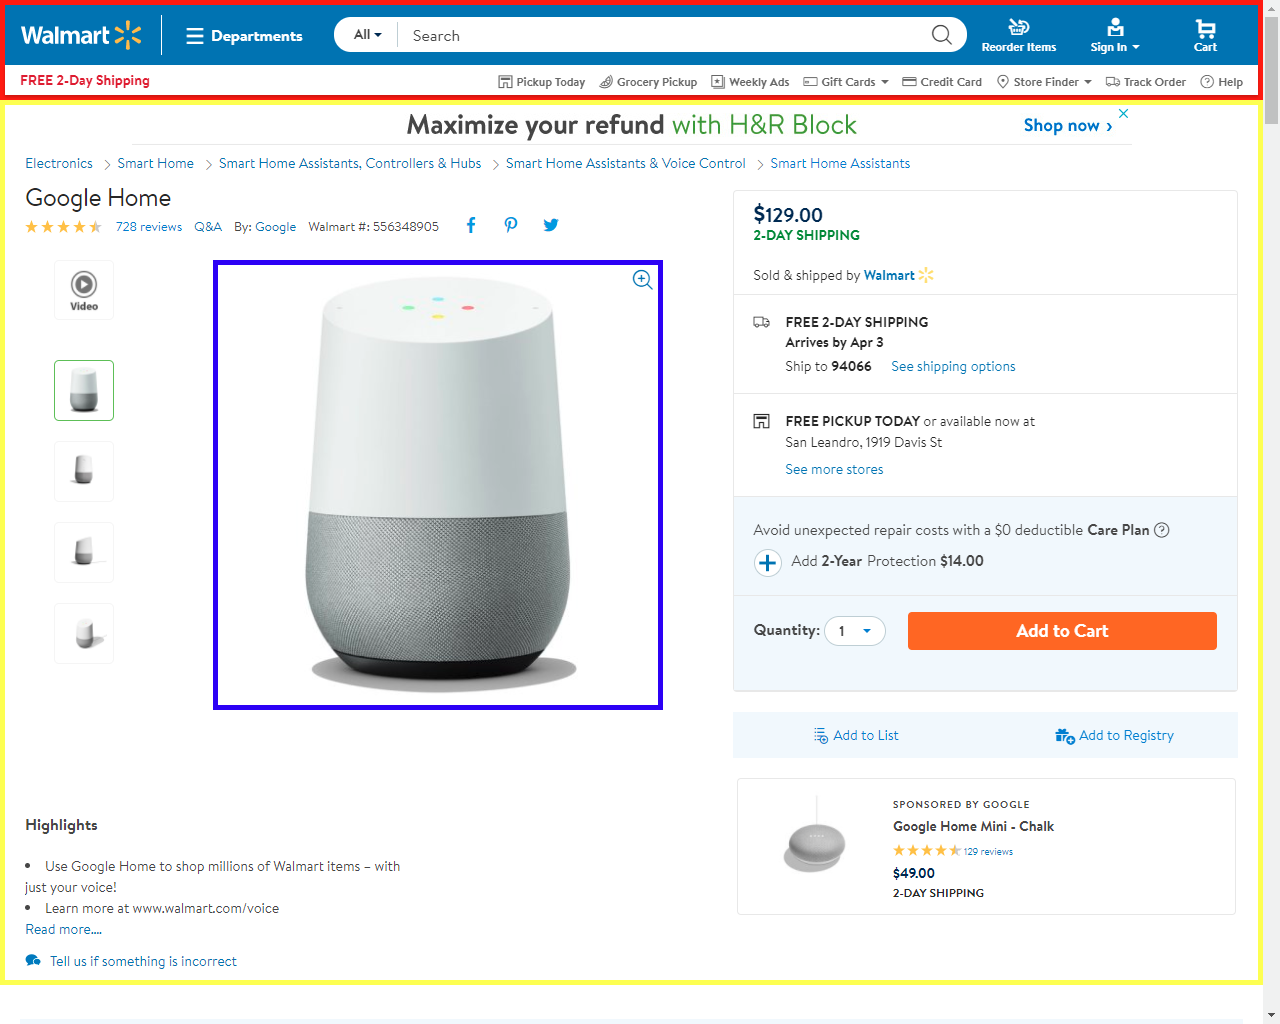 Walmart
Departments
All
Search
Reorder Items
Sign In
Cart
FREE 2-Day Shipping
Pickup Today
Grocery Pickup
Weekly Ads
Gift Cards
Credit Card
Store Finder
Track Order
Help
Maximize your refund with H&R Block
Shop now ›
Electronics
Smart Home
Smart Home Assistants, Controllers & Hubs
Smart Home Assistants & Voice Control
Smart Home Assistants
Google Home
728 reviews
Q&A
By: Google
Walmart #: 556348905
Video
$129.00
2-DAY SHIPPING
Sold & shipped by Walmart
FREE 2-DAY SHIPPING
Arrives by Apr 3
Ship to 94066 See shipping options
FREE PICKUP TODAY or available now at
San Leandro, 1919 Davis St
See more stores
Avoid unexpected repair costs with a $0 deductible Care Plan
Add 2-Year Protection $14.00
Quantity: 1
Add to Cart
Add to List
Add to Registry
Highlights
• Use Google Home to shop millions of Walmart items – with
just your voice!
• Learn more at www.walmart.com/voice
Read more....
Tell us if something is incorrect
SPONSORED BY GOOGLE
Google Home Mini - Chalk
129 reviews
$49.00
2-DAY SHIPPING